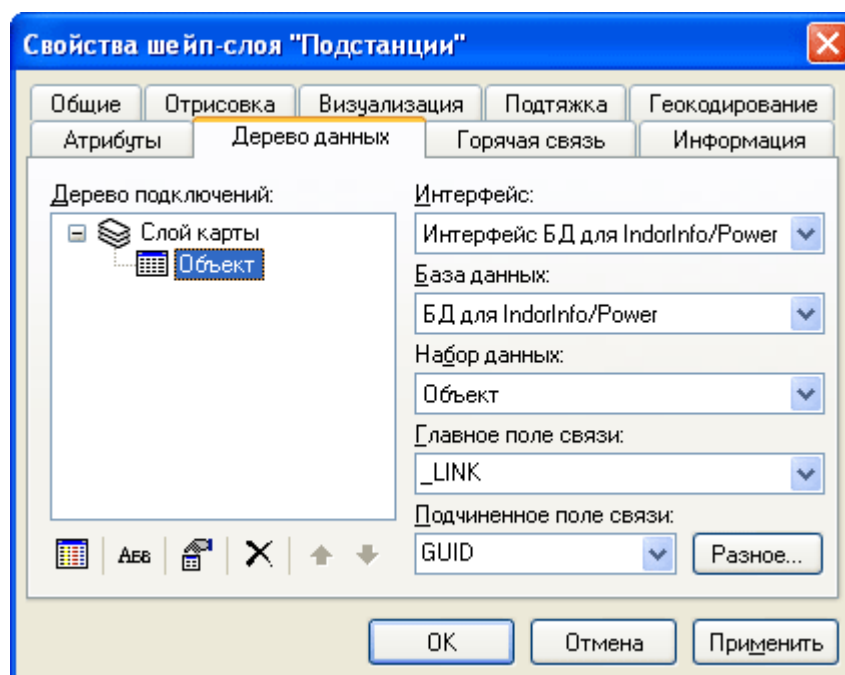 Свойства шейп-слоя "Подстанции"
Общие Отрисовка Визуализация Подтяжка Геокодирование
Атрибуты Дерево данных Горячая связь Информация
Дерево подключений:
Слой карты
Объект
АБВ
Интерфейс:
Интерфейс БД для IndorInfo/Power
База данных:
БД для IndorInfo/Power
Набор данных:
Объект
Главное поле связи:
_LINK
Подчиненное поле связи:
GUID Разное...
OK Отмена Применить